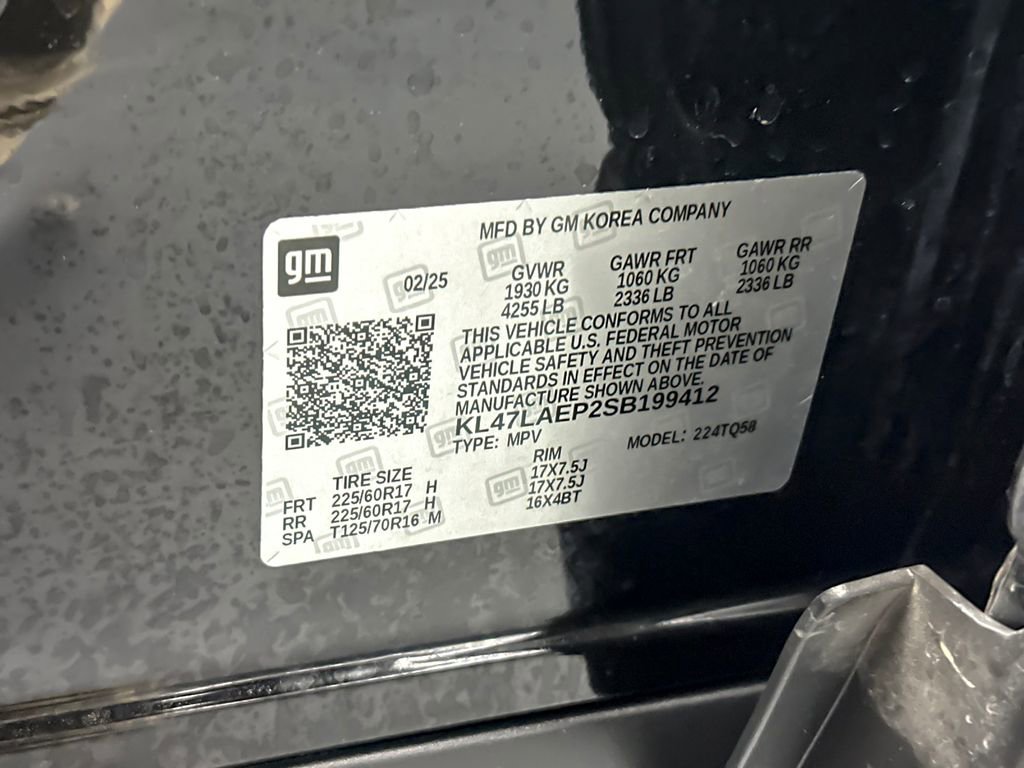 gm
MFD BY GM KOREA COMPANY
02/25
GVWR
1930 KG
4255 LB
GAWR FRT
1060 KG
2336 LB
GAWR RR
1060 KG
2336 LB
THIS VEHICLE CONFORMS TO ALL
APPLICABLE U.S. FEDERAL MOTOR
VEHICLE SAFETY AND THEFT PREVENTION
STANDARDS IN EFFECT ON THE DATE OF
MANUFACTURE SHOWN ABOVE.
KL47LAEP2SB199412
TYPE: MPV
MODEL: 224TQ58
TIRE SIZE RIM
FRT 225/60R17 H 17X7.5J
RR 225/60R17 H 17X7.5J
SPA T125/70R16 M 16X4BT